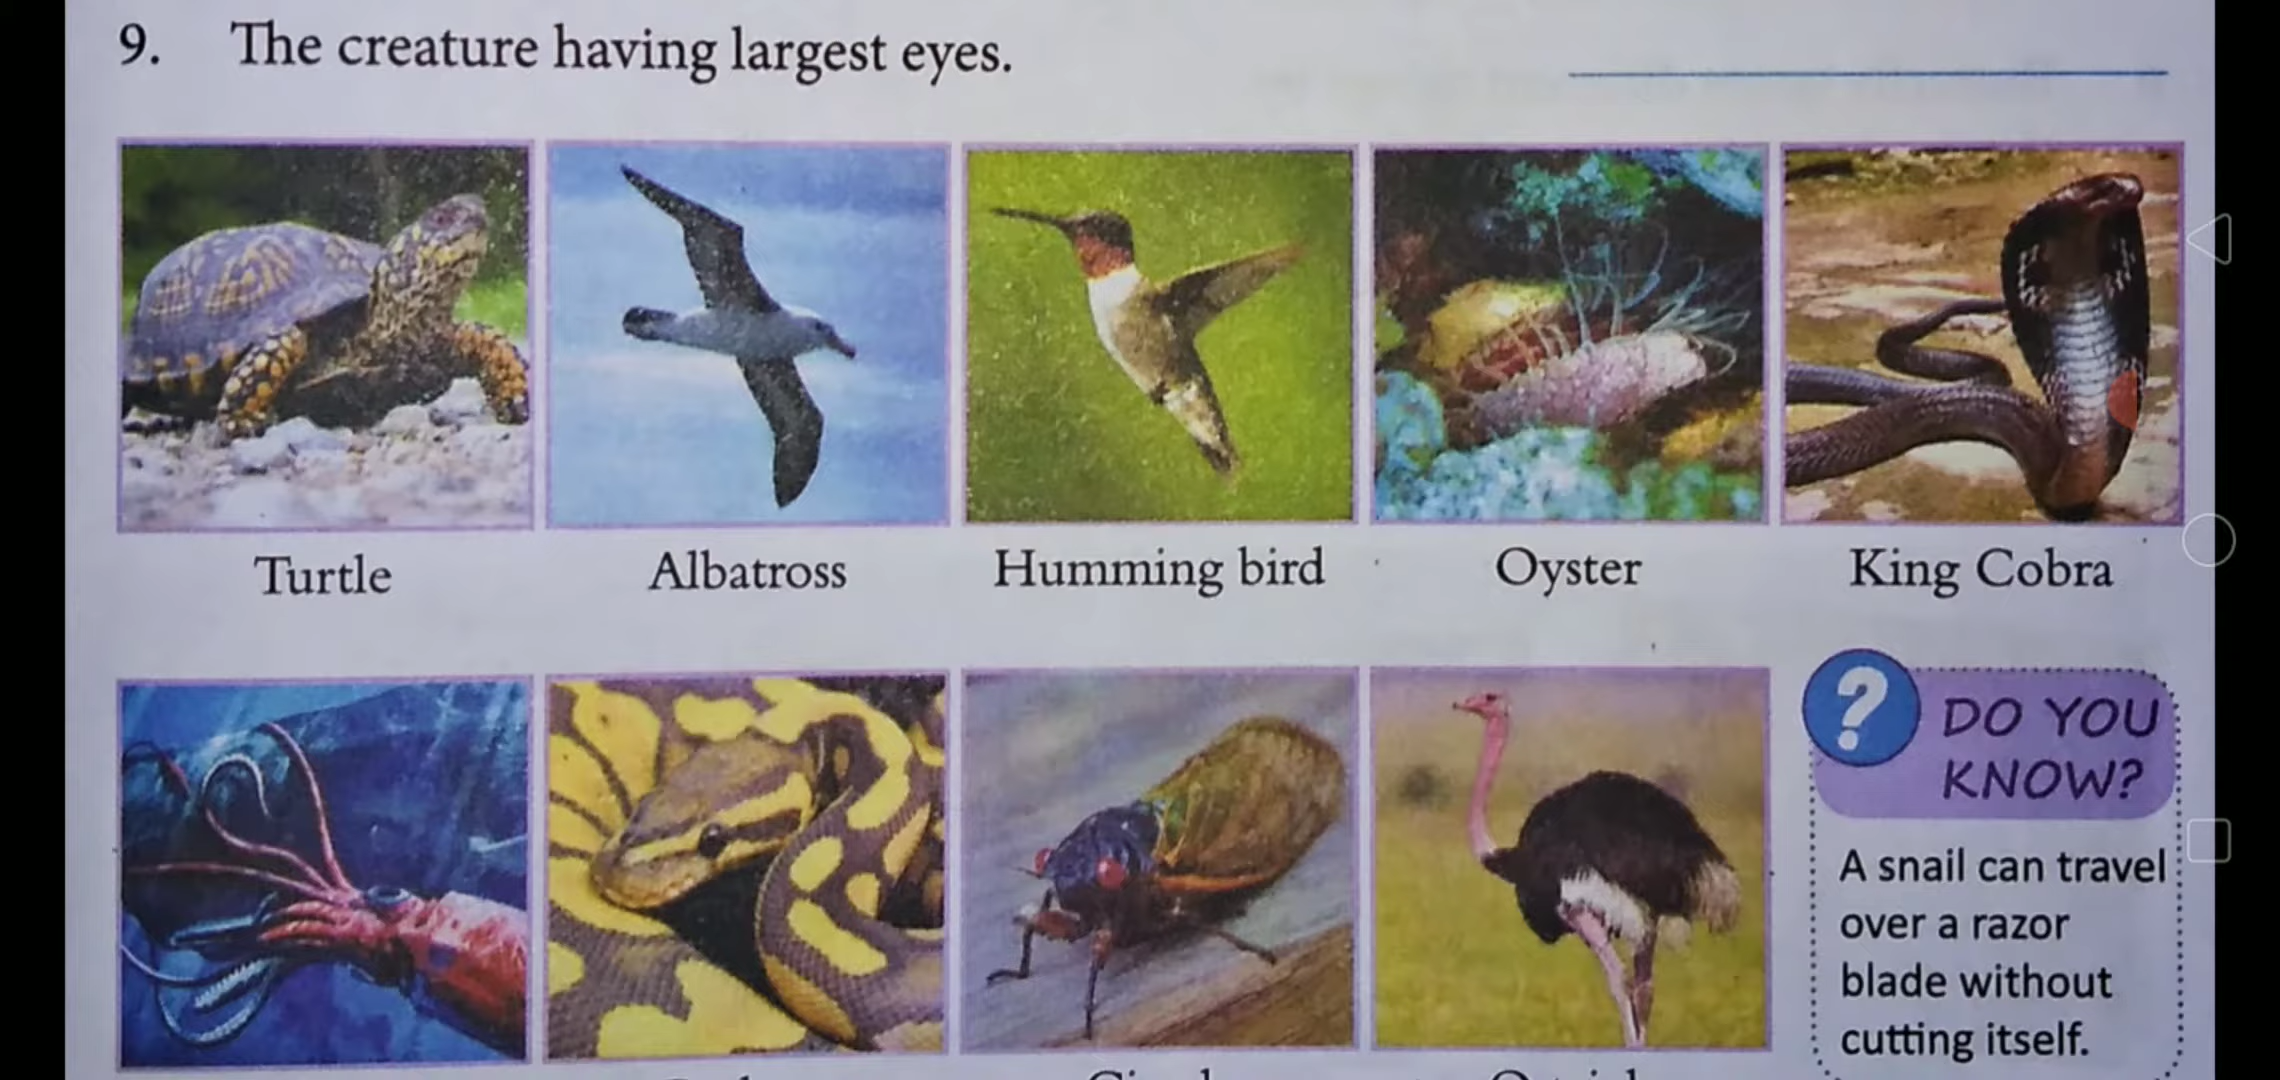 9. The creature having largest eyes.
Turtle
Albatross
Humming bird
Oyster
King Cobra
?
DO YOU
KNOW?
A snail can travel
over a razor
blade without
cutting itself.